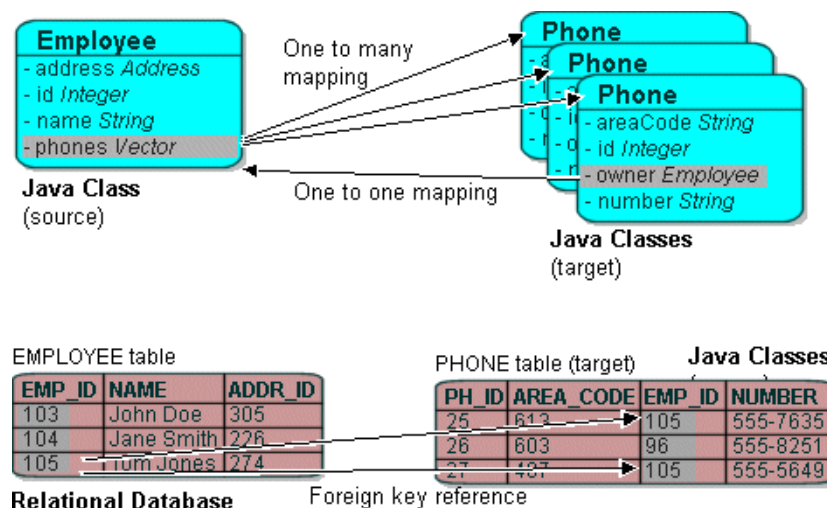 Employee
- address Address
- id Integer
- name String
- phones Vector
Java Class
(source)
One to many
mapping
One to one mapping
Phone
Phone
Phone
- areaCode String
- id Integer
- owner Employee
- number String
Java Classes
(target)
EMPLOYEE table
EMP_ID NAME ADDR_ID
103 John Doe 305
104 Jane Smith 226
105 Tom Jones 274
Relational Database
Foreign key reference
PHONE table (target)
Java Classes
PH_ID AREA_CODE EMP_ID NUMBER
25 613 105 555-7635
26 603 96 555-8251
27 105 555-5649